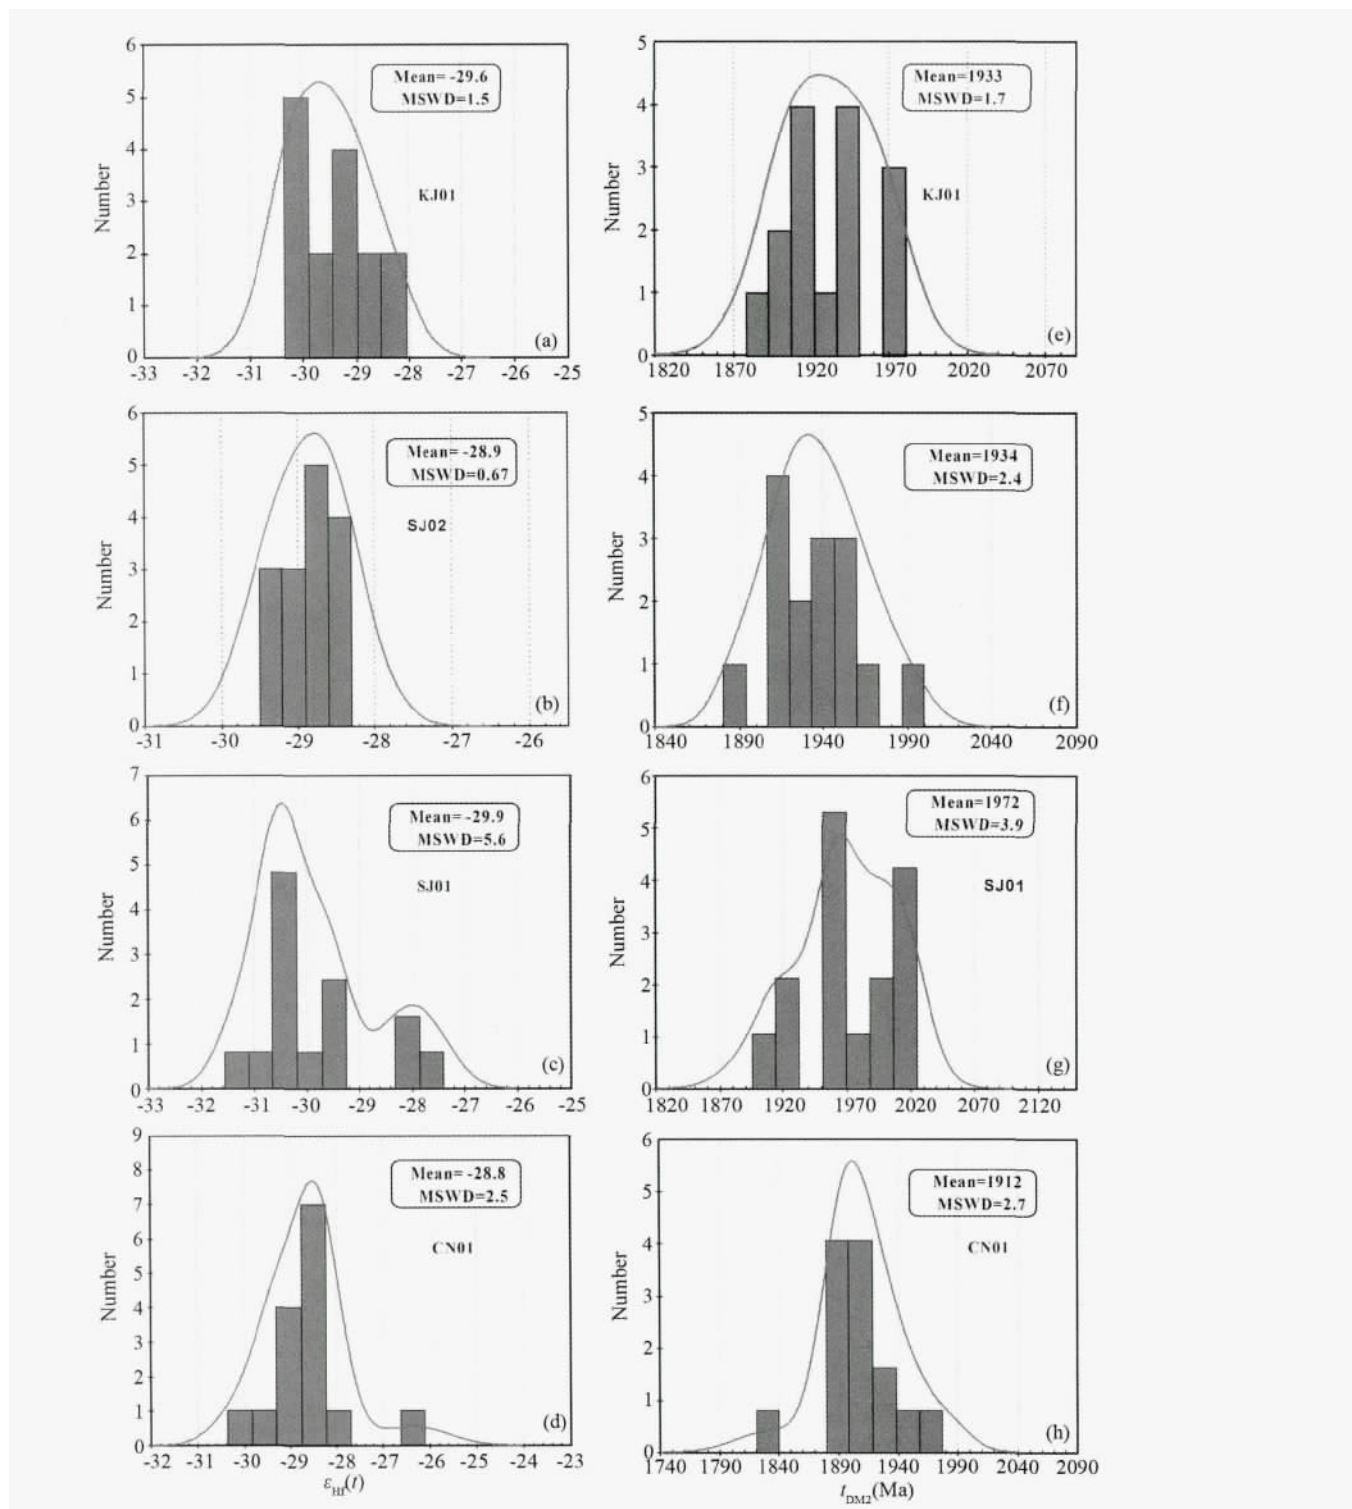 6
5
4
3
2
1
0
Number
Mean= -29.6
MSWD=1.5
KJ01
(a)
-33 -32 -31 -30 -29 -28 -27 -26 -25
5
4
3
2
1
0
Number
Mean=1933
MSWD=1.7
KJ01
(e)
1820 1870 1920 1970 2020 2070
6
5
4
3
2
1
0
Number
Mean= -28.9
MSWD=0.67
SJ02
(b)
-31 -30 -29 -28 -27 -26
5
4
3
2
1
0
Number
Mean=1934
MSWD=2.4
(f)
1840 1890 1940 1990 2040 2090
7
6
5
4
3
2
1
0
Number
Mean= -29.9
MSWD=5.6
SJ01
(c)
-33 -32 -31 -30 -29 -28 -27 -26 -25
6
5
4
3
2
1
0
Number
Mean=1972
MSWD=3.9
SJ01
(g)
1820 1870 1920 1970 2020 2070 2120
9
8
7
6
5
4
3
2
1
0
Number
Mean= -28.8
MSWD=2.5
CN01
(d)
-32 -31 -30 -29 -28 -27 -26 -25 -24 -23
εHf(t)
6
5
4
3
2
1
0
Number
Mean=1912
MSWD=2.7
CN01
(h)
1740 1790 1840 1890 1940 1990 2040 2090
tDM2(Ma)